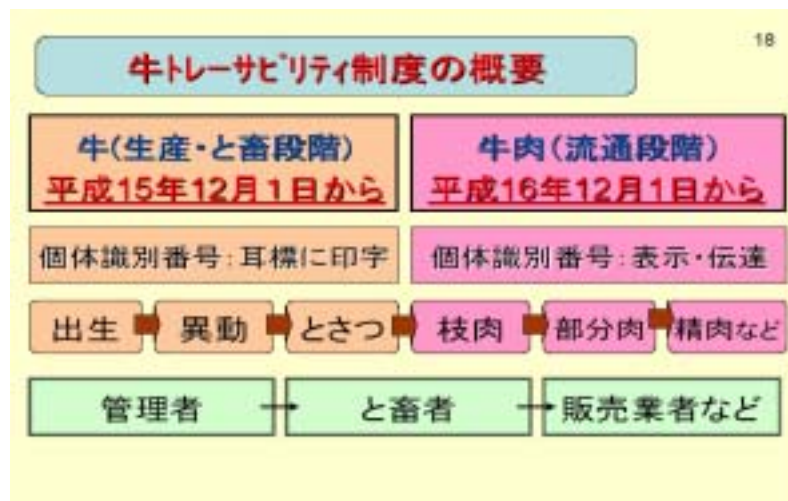 18
牛トレーサビリティ制度の概要
牛(生産・と畜段階)
平成15年12月1日から
牛肉(流通段階)
平成16年12月1日から
個体識別番号:耳標に印字
個体識別番号:表示・伝達
出生 異動 とさつ 枝肉 部分肉 精肉など
管理者 → と畜者 → 販売業者など